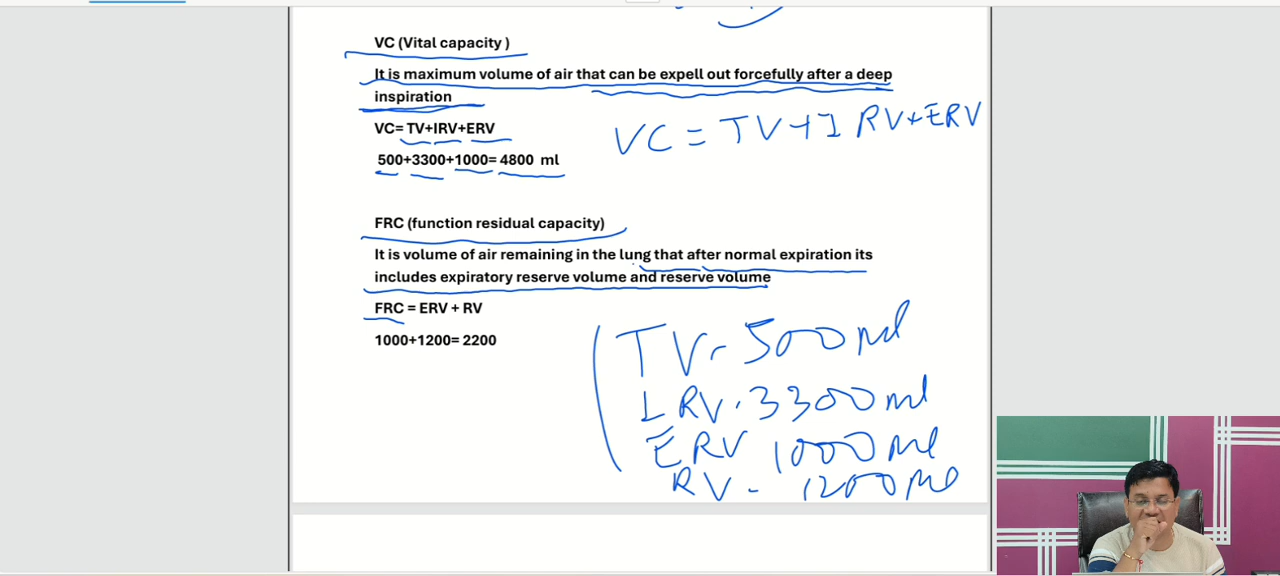 VC (Vital capacity )
It is maximum volume of air that can be expell out forcefully after a deep
inspiration
VC= TV+IRV+ERV
VC = TV+I RV+ERV
500+3300+1000= 4800 ml
FRC (function residual capacity)
It is volume of air remaining in the lung that after normal expiration its
includes expiratory reserve volume and reserve volume
FRC = ERV + RV
1000+1200= 2200
TV- 500 ml
IRV. 3300 ml
ERV 1000 ml
RV - 1200 ml